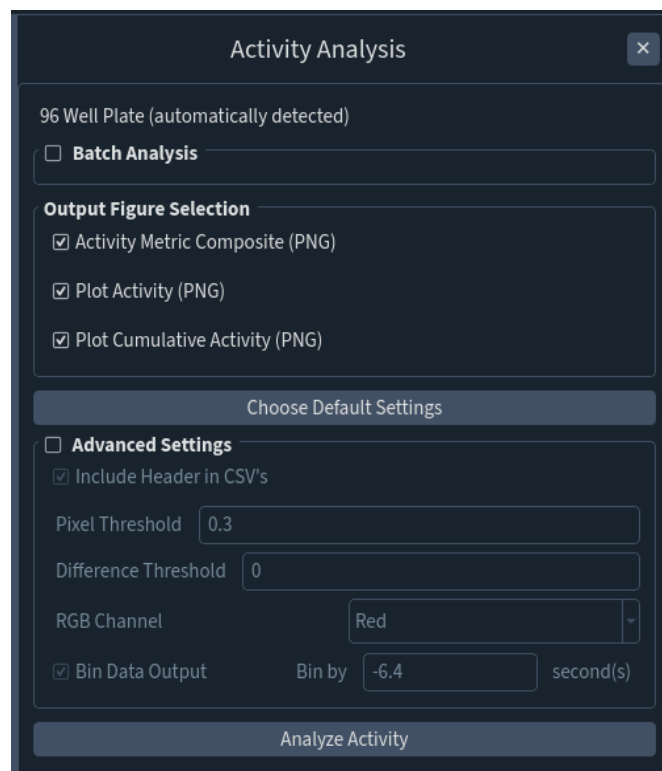 Activity Analysis
96 Well Plate (automatically detected)
Batch Analysis
Output Figure Selection
Activity Metric Composite (PNG)
Plot Activity (PNG)
Plot Cumulative Activity (PNG)
Choose Default Settings
Advanced Settings
Include Header in CSV's
Pixel Threshold 0.3
Difference Threshold 0
RGB Channel Red
Bin Data Output Bin by -6.4 second(s)
Analyze Activity